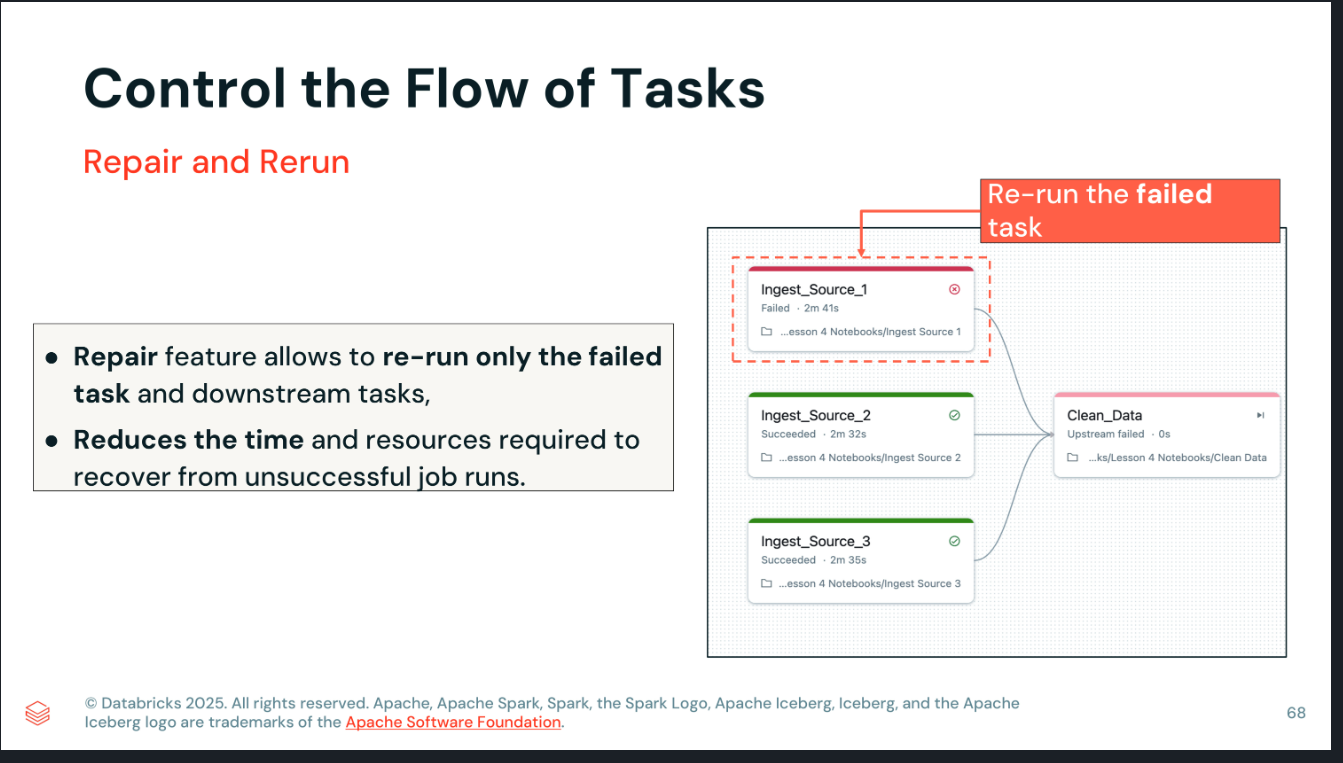 Control the Flow of Tasks
Repair and Rerun
Re-run the failed
task
● Repair feature allows to re-run only the failed
task and downstream tasks,
● Reduces the time and resources required to
recover from unsuccessful job runs.
Ingest_Source_1
Failed · 2m 41s
...esson 4 Notebooks/Ingest Source 1
Ingest_Source_2
Succeeded · 2m 32s
...esson 4 Notebooks/Ingest Source 2
Clean_Data
Upstream failed · 0s
...ks/Lesson 4 Notebooks/Clean Data
Ingest_Source_3
Succeeded · 2m 35s
...esson 4 Notebooks/Ingest Source 3
© Databricks 2025. All rights reserved. Apache, Apache Spark, Spark, the Spark Logo, Apache Iceberg, Iceberg, and the Apache
Iceberg logo are trademarks of the Apache Software Foundation.
68